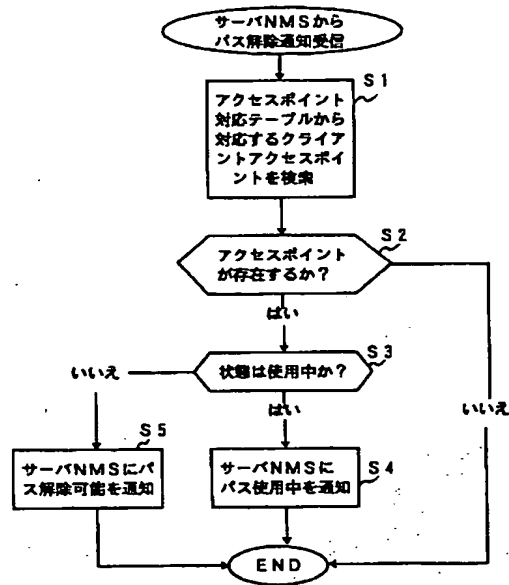 サーバNMSから
パス解除通知受信
S1
アクセスポイント
対応テーブルから
対応するクライア
ントアクセスポイ
ントを検索
S2
アクセスポイント
が存在するか?
はい
S3
状態は使用中か?
いいえ
はい
いいえ
S5
サーバNMSにパ
ス解除可能を通知
S4
サーバNMSに
パス使用中を通知
END